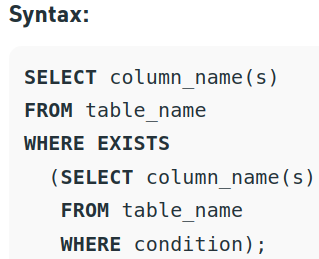 Syntax:
SELECT column_name(s)
FROM table_name
WHERE EXISTS
(SELECT column_name(s)
FROM table_name
WHERE condition);